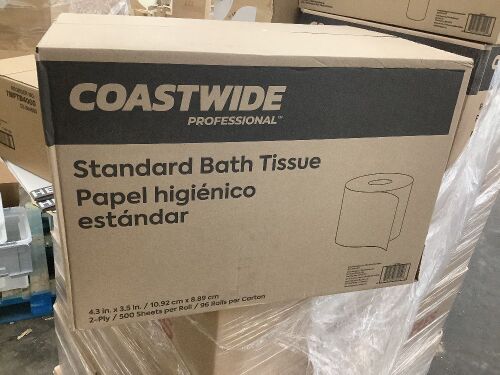 COASTWIDE
PROFESSIONAL™
Standard Bath Tissue
Papel higiénico
estándar
4.3 in. x 3.5 in. / 10.92 cm x 8.89 cm
2-Ply / 500 Sheets per Roll / 96 Rolls per Carton